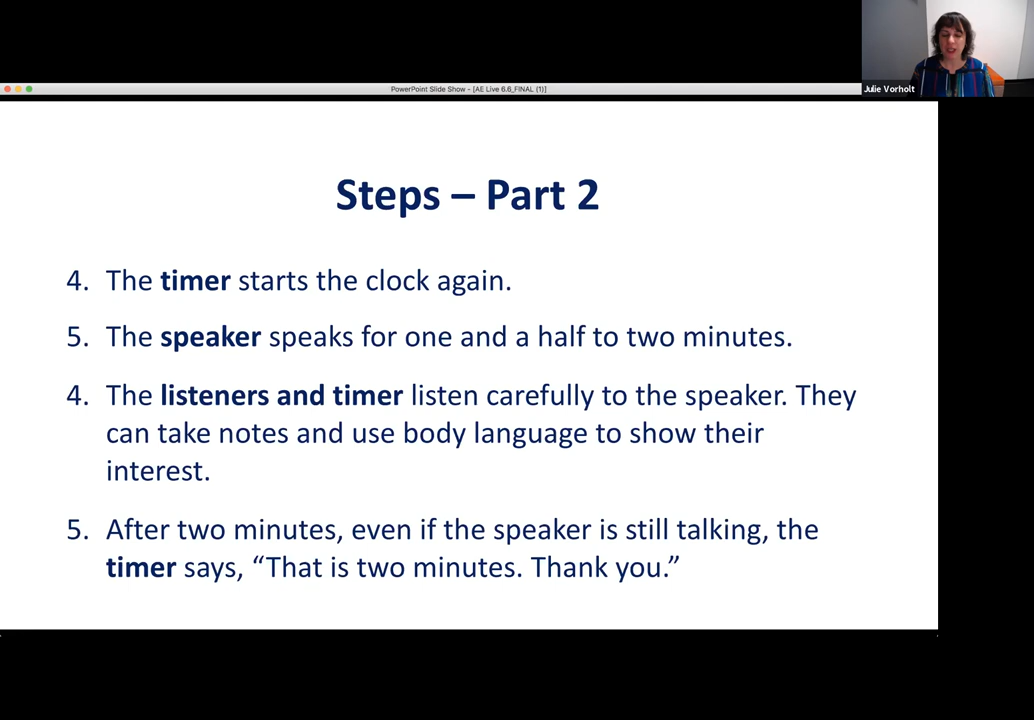 Julie Vorholt
PowerPoint Slide Show - [AE Live 6.6_FINAL (1)]
Steps – Part 2
4. The timer starts the clock again.
5. The speaker speaks for one and a half to two minutes.
4. The listeners and timer listen carefully to the speaker. They
can take notes and use body language to show their
interest.
5. After two minutes, even if the speaker is still talking, the
timer says, “That is two minutes. Thank you.”